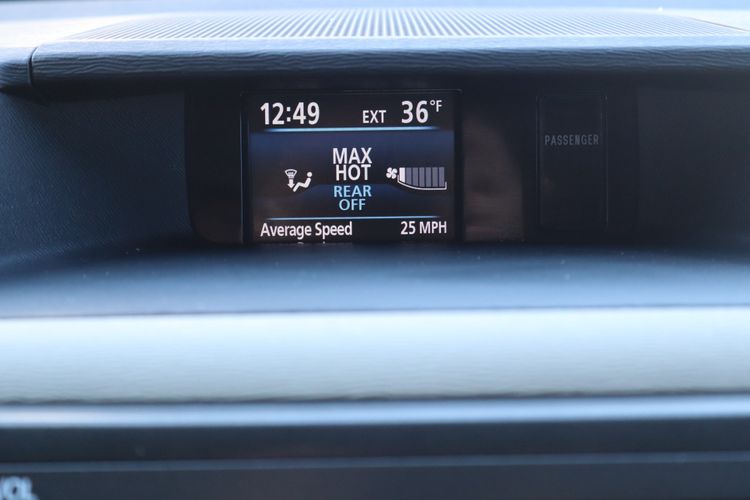 12:49 EXT 36°F
MAX
HOT
REAR
OFF
Average Speed 25 MPH
PASSENGER